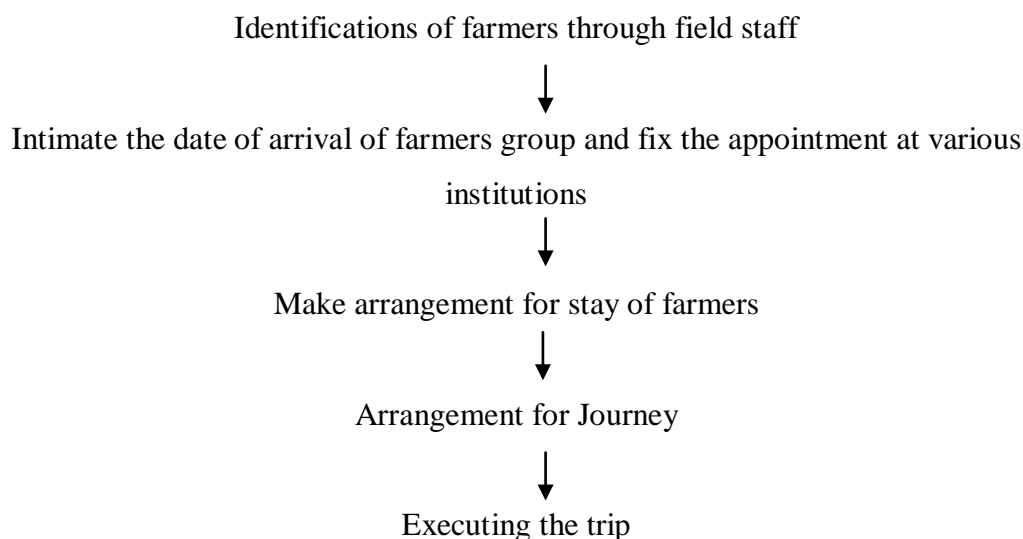 Identifications of farmers through field staff
Intimate the date of arrival of farmers group and fix the appointment at various
institutions
Make arrangement for stay of farmers
Arrangement for Journey
Executing the trip